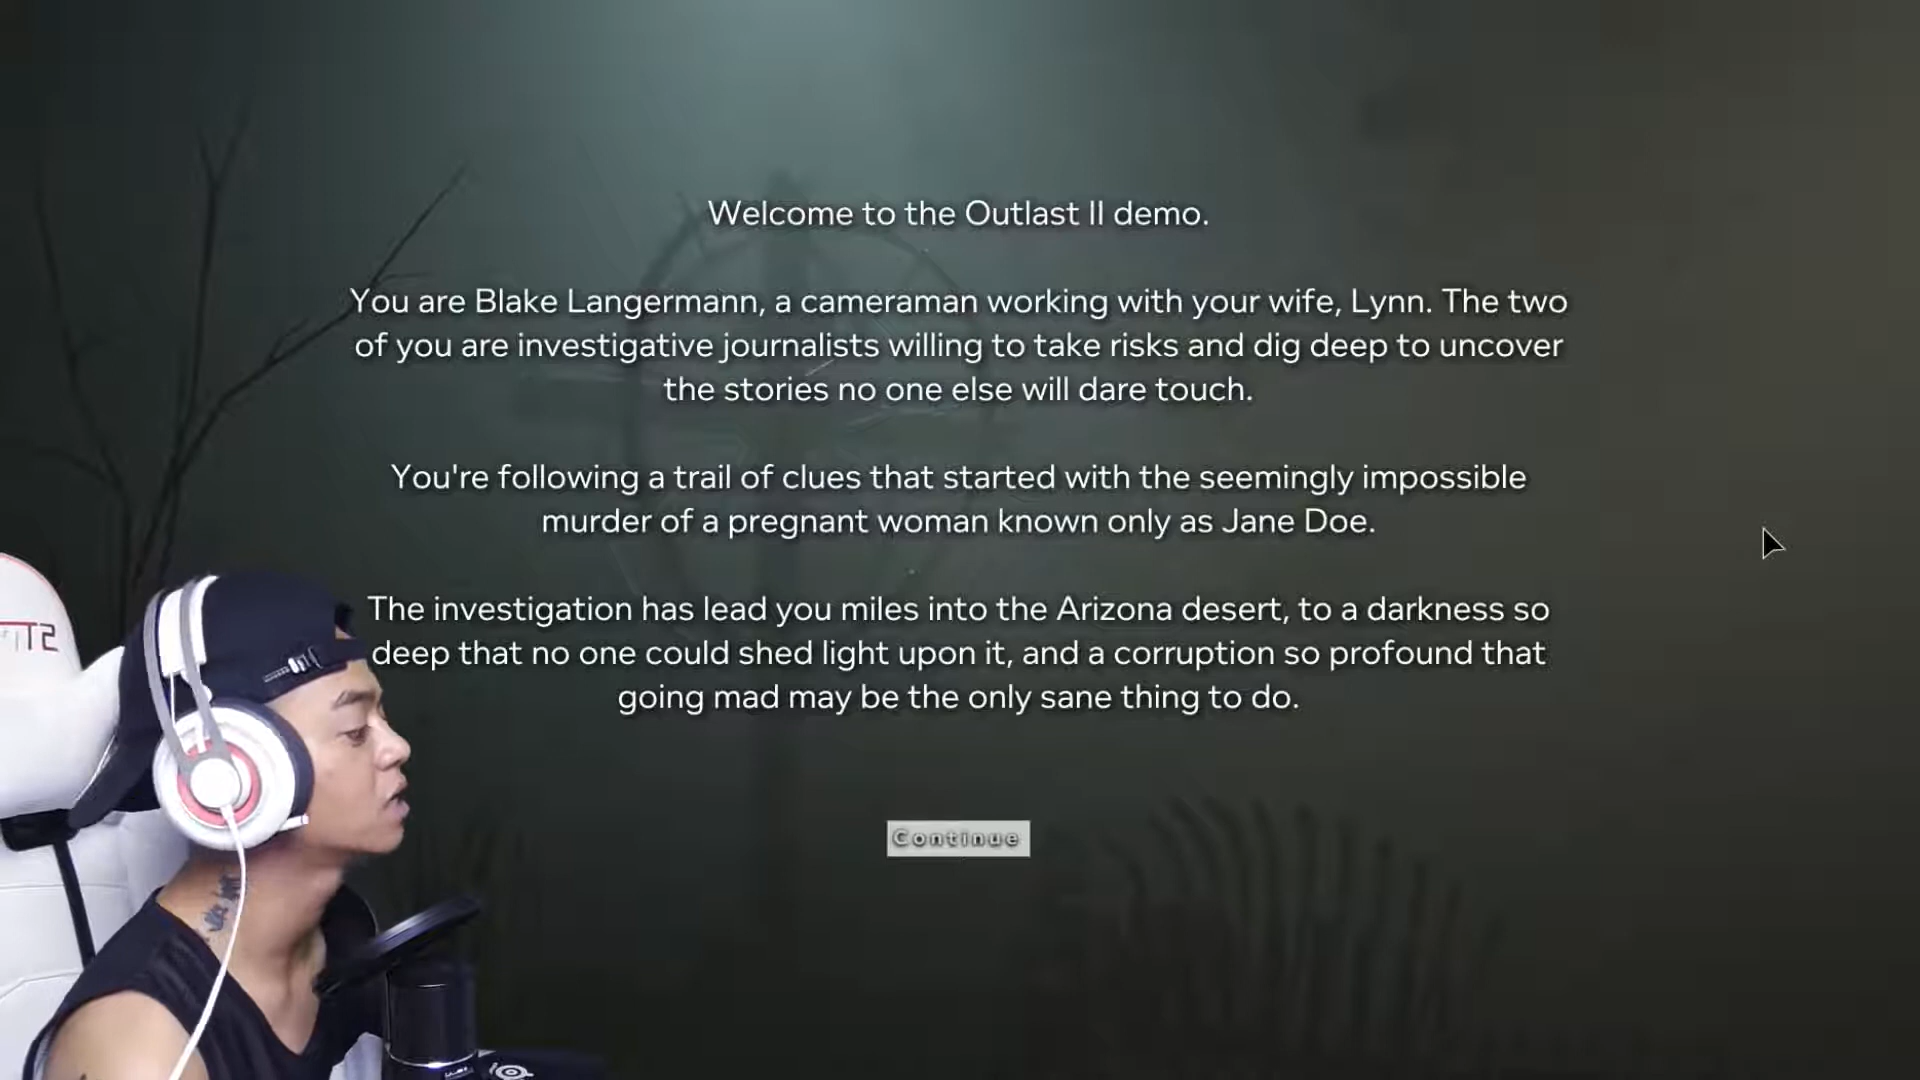 Welcome to the Outlast II demo.
You are Blake Langermann, a cameraman working with your wife, Lynn. The two
of you are investigative journalists willing to take risks and dig deep to uncover
the stories no one else will dare touch.
You're following a trail of clues that started with the seemingly impossible
murder of a pregnant woman known only as Jane Doe.
The investigation has lead you miles into the Arizona desert, to a darkness so
deep that no one could shed light upon it, and a corruption so profound that
going mad may be the only sane thing to do.
Continue